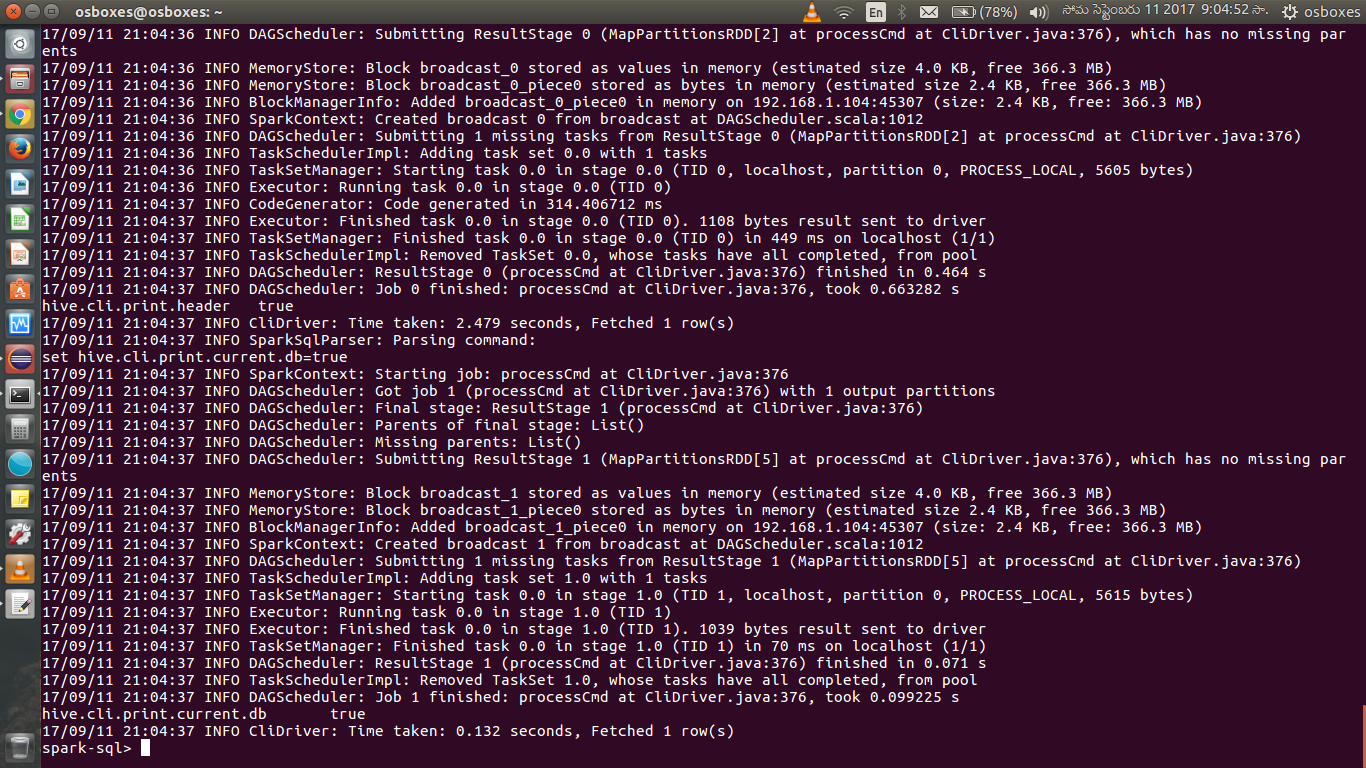 osboxes@osboxes: ~
En (78%) సోమ సెప్టెంబరు 11 2017 9:04:52 సా. osboxes
17/09/11 21:04:36 INFO DAGScheduler: Submitting ResultStage 0 (MapPartitionsRDD[2] at processCmd at CliDriver.java:376), which has no missing par
ents
17/09/11 21:04:36 INFO MemoryStore: Block broadcast_0 stored as values in memory (estimated size 4.0 KB, free 366.3 MB)
17/09/11 21:04:36 INFO MemoryStore: Block broadcast_0_piece0 stored as bytes in memory (estimated size 2.4 KB, free 366.3 MB)
17/09/11 21:04:36 INFO BlockManagerInfo: Added broadcast_0_piece0 in memory on 192.168.1.104:45307 (size: 2.4 KB, free: 366.3 MB)
17/09/11 21:04:36 INFO SparkContext: Created broadcast 0 from broadcast at DAGScheduler.scala:1012
17/09/11 21:04:36 INFO DAGScheduler: Submitting 1 missing tasks from ResultStage 0 (MapPartitionsRDD[2] at processCmd at CliDriver.java:376)
17/09/11 21:04:36 INFO TaskSchedulerImpl: Adding task set 0.0 with 1 tasks
17/09/11 21:04:36 INFO TaskSetManager: Starting task 0.0 in stage 0.0 (TID 0, localhost, partition 0, PROCESS_LOCAL, 5605 bytes)
17/09/11 21:04:36 INFO Executor: Running task 0.0 in stage 0.0 (TID 0)
17/09/11 21:04:37 INFO CodeGenerator: Code generated in 314.406712 ms
17/09/11 21:04:37 INFO Executor: Finished task 0.0 in stage 0.0 (TID 0). 1108 bytes result sent to driver
17/09/11 21:04:37 INFO TaskSetManager: Finished task 0.0 in stage 0.0 (TID 0) in 449 ms on localhost (1/1)
17/09/11 21:04:37 INFO TaskSchedulerImpl: Removed TaskSet 0.0, whose tasks have all completed, from pool
17/09/11 21:04:37 INFO DAGScheduler: ResultStage 0 (processCmd at CliDriver.java:376) finished in 0.464 s
17/09/11 21:04:37 INFO DAGScheduler: Job 0 finished: processCmd at CliDriver.java:376, took 0.663282 s
hive.cli.print.header true
17/09/11 21:04:37 INFO CliDriver: Time taken: 2.479 seconds, Fetched 1 row(s)
17/09/11 21:04:37 INFO SparkSqlParser: Parsing command:
set hive.cli.print.current.db=true
17/09/11 21:04:37 INFO SparkContext: Starting job: processCmd at CliDriver.java:376
17/09/11 21:04:37 INFO DAGScheduler: Got job 1 (processCmd at CliDriver.java:376) with 1 output partitions
17/09/11 21:04:37 INFO DAGScheduler: Final stage: ResultStage 1 (processCmd at CliDriver.java:376)
17/09/11 21:04:37 INFO DAGScheduler: Parents of final stage: List()
17/09/11 21:04:37 INFO DAGScheduler: Missing parents: List()
17/09/11 21:04:37 INFO DAGScheduler: Submitting ResultStage 1 (MapPartitionsRDD[5] at processCmd at CliDriver.java:376), which has no missing par
ents
17/09/11 21:04:37 INFO MemoryStore: Block broadcast_1 stored as values in memory (estimated size 4.0 KB, free 366.3 MB)
17/09/11 21:04:37 INFO MemoryStore: Block broadcast_1_piece0 stored as bytes in memory (estimated size 2.4 KB, free 366.3 MB)
17/09/11 21:04:37 INFO BlockManagerInfo: Added broadcast_1_piece0 in memory on 192.168.1.104:45307 (size: 2.4 KB, free: 366.3 MB)
17/09/11 21:04:37 INFO SparkContext: Created broadcast 1 from broadcast at DAGScheduler.scala:1012
17/09/11 21:04:37 INFO DAGScheduler: Submitting 1 missing tasks from ResultStage 1 (MapPartitionsRDD[5] at processCmd at CliDriver.java:376)
17/09/11 21:04:37 INFO TaskSchedulerImpl: Adding task set 1.0 with 1 tasks
17/09/11 21:04:37 INFO TaskSetManager: Starting task 0.0 in stage 1.0 (TID 1, localhost, partition 0, PROCESS_LOCAL, 5615 bytes)
17/09/11 21:04:37 INFO Executor: Running task 0.0 in stage 1.0 (TID 1)
17/09/11 21:04:37 INFO Executor: Finished task 0.0 in stage 1.0 (TID 1). 1039 bytes result sent to driver
17/09/11 21:04:37 INFO TaskSetManager: Finished task 0.0 in stage 1.0 (TID 1) in 70 ms on localhost (1/1)
17/09/11 21:04:37 INFO DAGScheduler: ResultStage 1 (processCmd at CliDriver.java:376) finished in 0.071 s
17/09/11 21:04:37 INFO TaskSchedulerImpl: Removed TaskSet 1.0, whose tasks have all completed, from pool
17/09/11 21:04:37 INFO DAGScheduler: Job 1 finished: processCmd at CliDriver.java:376, took 0.099225 s
hive.cli.print.current.db true
17/09/11 21:04:37 INFO CliDriver: Time taken: 0.132 seconds, Fetched 1 row(s)
spark-sql>